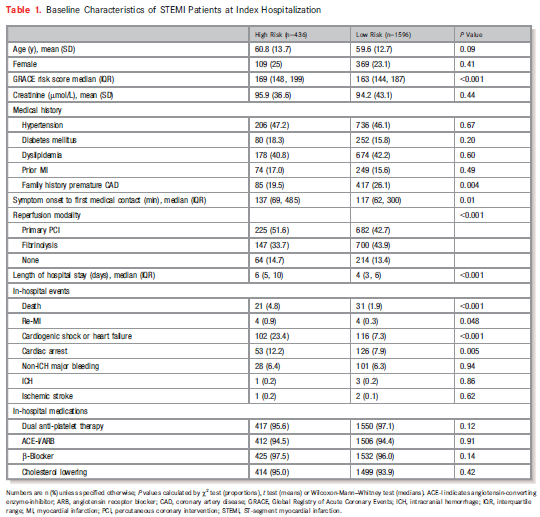 Table 1. Baseline Characteristics of STEMI Patients at Index Hospitalization
High Risk (n=436) Low Risk (n=1596) P Value
Age (y), mean (SD) 60.8 (13.7) 59.6 (12.7) 0.09
Female 109 (25) 369 (23.1) 0.41
GRACE risk score median (IQR) 169 (148, 199) 163 (144, 187) <0.001
Creatinine (μmol/L), mean (SD) 95.9 (36.6) 94.2 (43.1) 0.44
Medical history
Hypertension 206 (47.2) 736 (46.1) 0.67
Diabetes mellitus 80 (18.3) 252 (15.8) 0.20
Dyslipidemia 178 (40.8) 674 (42.2) 0.60
Prior MI 74 (17.0) 249 (15.6) 0.49
Family history premature CAD 85 (19.5) 417 (26.1) 0.004
Symptom onset to first medical contact (min), median (IQR) 137 (69, 485) 117 (62, 300) 0.01
Reperfusion modality <0.001
Primary PCI 225 (51.6) 682 (42.7)
Fibrinolysis 147 (33.7) 700 (43.9)
None 64 (14.7) 214 (13.4)
Length of hospital stay (days), median (IQR) 6 (5, 10) 4 (3, 6) <0.001
In-hospital events
Death 21 (4.8) 31 (1.9) <0.001
Re-MI 4 (0.9) 4 (0.3) 0.048
Cardiogenic shock or heart failure 102 (23.4) 116 (7.3) <0.001
Cardiac arrest 53 (12.2) 126 (7.9) 0.005
Non-ICH major bleeding 28 (6.4) 101 (6.3) 0.94
ICH 1 (0.2) 3 (0.2) 0.86
Ischemic stroke 1 (0.2) 2 (0.1) 0.62
In-hospital medications
Dual anti-platelet therapy 417 (95.6) 1550 (97.1) 0.12
ACE-I/ARB 412 (94.5) 1506 (94.4) 0.91
β-Blocker 425 (97.5) 1532 (96.0) 0.14
Cholesterol lowering 414 (95.0) 1499 (93.9) 0.42
Numbers are n (%) unless specified otherwise; P values calculated by χ² test (proportions), t test (means) or Wilcoxon-Mann–Whitney test (medians). ACE-I indicates angiotensin-converting
enzyme-inhibitor; ARB, angiotensin receptor blocker; CAD, coronary artery disease; GRACE, Global Registry of Acute Coronary Events; ICH, intracranial hemorrhage; IQR, interquartile
range; MI, myocardial infarction; PCI, percutaneous coronary intervention; STEMI, ST-segment myocardial infarction.